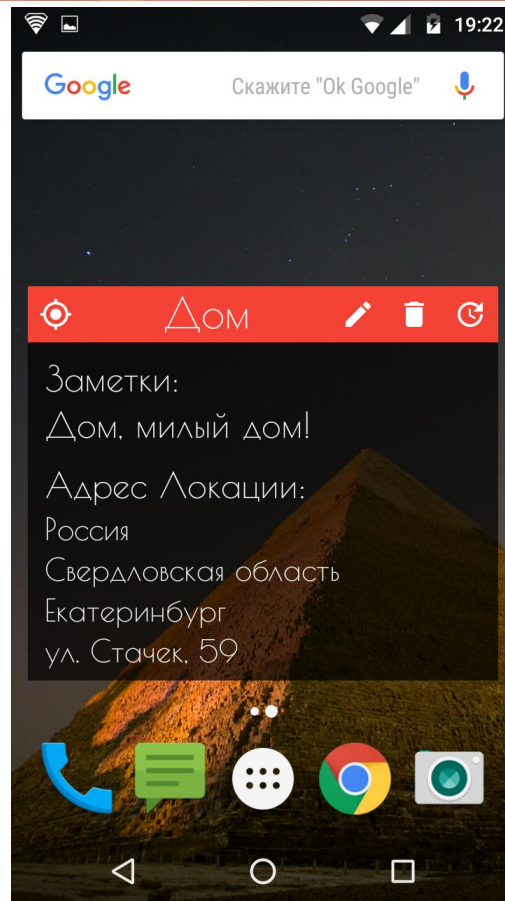 19:22
Google Скажите "Ok Google"
Дом
Заметки:
Дом, милый дом!
Адрес Локации:
Россия
Свердловская область
Екатеринбург
ул. Стачек, 59